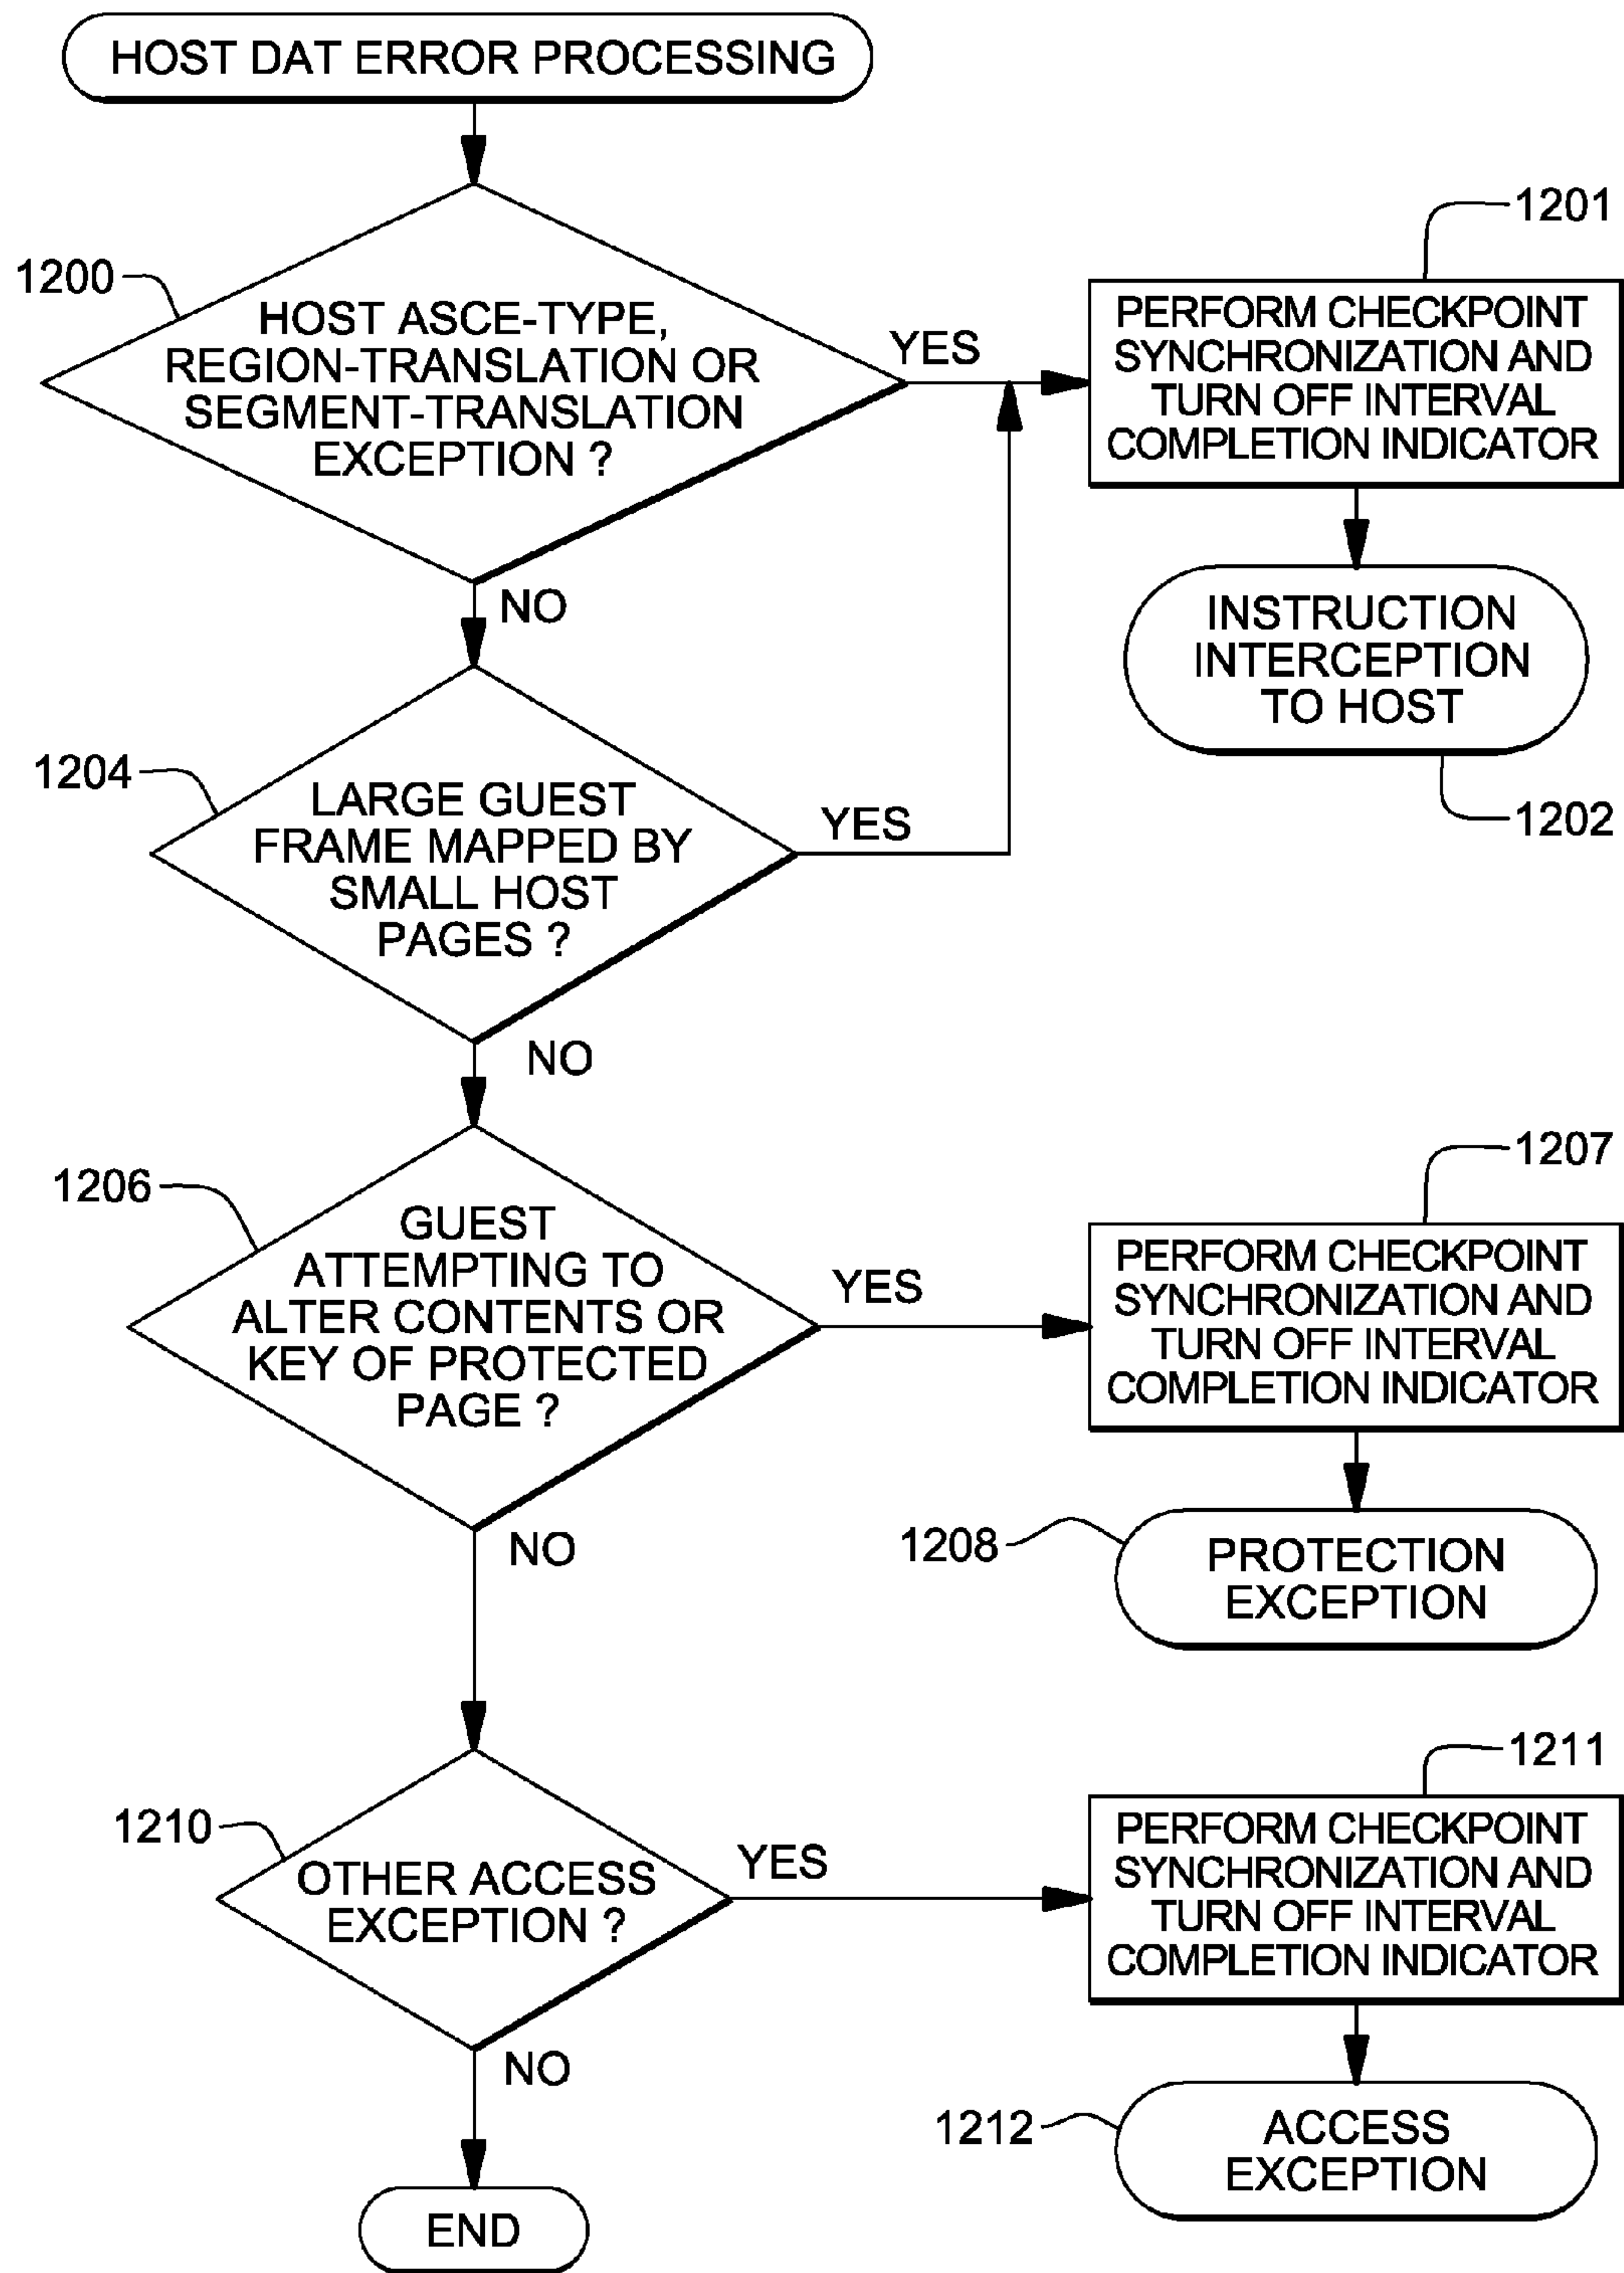 HOST DAT ERROR PROCESSING
1200
HOST ASCE-TYPE,
REGION-TRANSLATION OR
SEGMENT-TRANSLATION
EXCEPTION ?
YES
NO
1201
PERFORM CHECKPOINT
SYNCHRONIZATION AND
TURN OFF INTERVAL
COMPLETION INDICATOR
INSTRUCTION
INTERCEPTION
TO HOST
1202
1204
LARGE GUEST
FRAME MAPPED BY
SMALL HOST
PAGES ?
YES
NO
1206
GUEST
ATTEMPTING TO
ALTER CONTENTS OR
KEY OF PROTECTED
PAGE ?
YES
NO
1207
PERFORM CHECKPOINT
SYNCHRONIZATION AND
TURN OFF INTERVAL
COMPLETION INDICATOR
1208
PROTECTION
EXCEPTION
1210
OTHER ACCESS
EXCEPTION ?
YES
NO
1211
PERFORM CHECKPOINT
SYNCHRONIZATION AND
TURN OFF INTERVAL
COMPLETION INDICATOR
1212
ACCESS
EXCEPTION
END